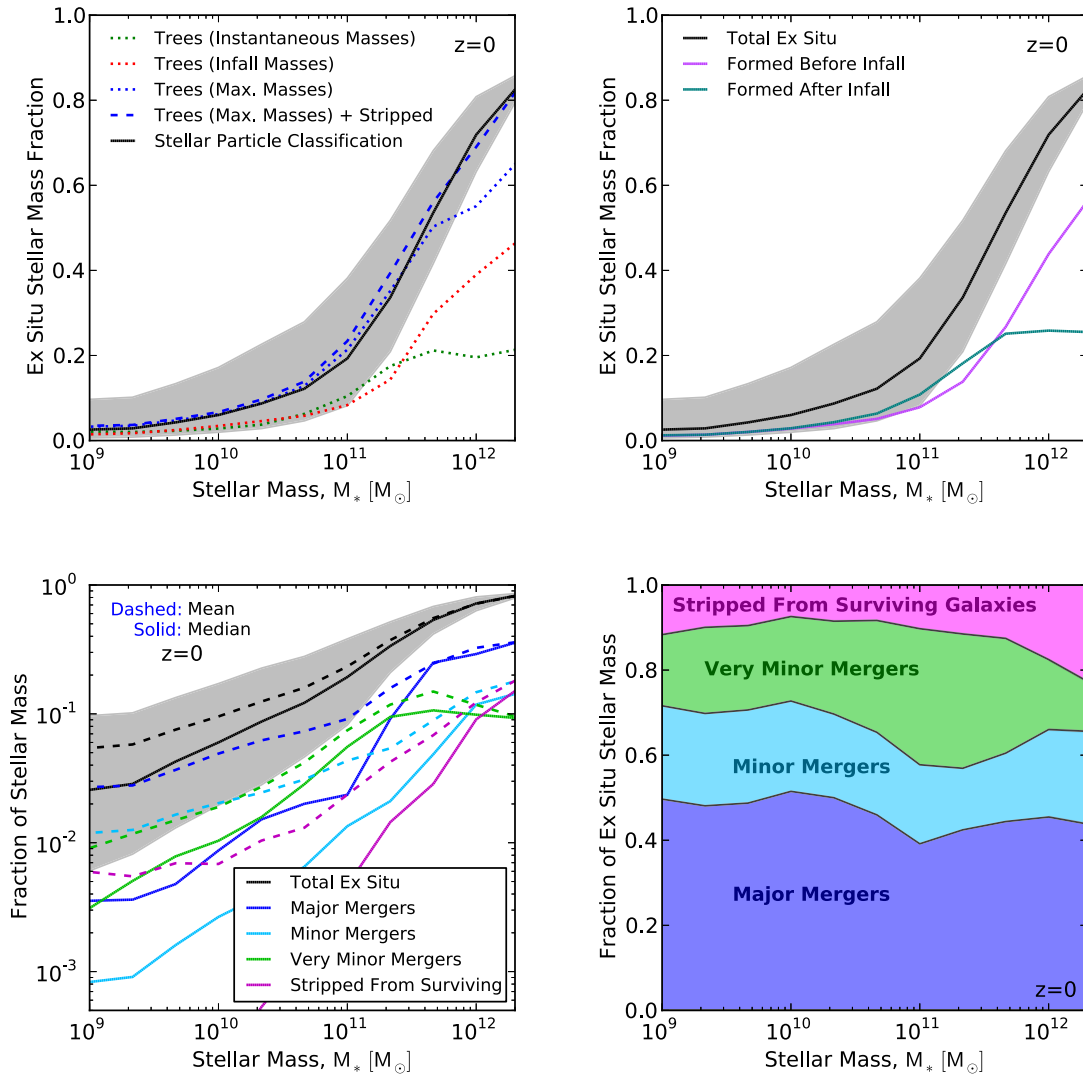 Trees (Instantaneous Masses)
Trees (Infall Masses)
Trees (Max. Masses)
Trees (Max. Masses) + Stripped
Stellar Particle Classification
z=0
1.0
0.8
0.6
0.4
0.2
0.0
10^9
10^10
10^11
10^12
Ex Situ Stellar Mass Fraction
Stellar Mass, M_* [M_⊙]
Total Ex Situ
Formed Before Infall
Formed After Infall
z=0
1.0
0.8
0.6
0.4
0.2
0.0
10^9
10^10
10^11
10^12
Ex Situ Stellar Mass Fraction
Stellar Mass, M_* [M_⊙]
Dashed: Mean
Solid: Median
z=0
10^0
10^-1
10^-2
10^-3
10^9
10^10
10^11
10^12
Fraction of Stellar Mass
Total Ex Situ
Major Mergers
Minor Mergers
Very Minor Mergers
Stripped From Surviving
Stellar Mass, M_* [M_⊙]
Stripped From Surviving Galaxies
Very Minor Mergers
Minor Mergers
Major Mergers
z=0
1.0
0.8
0.6
0.4
0.2
0.0
10^9
10^10
10^11
10^12
Fraction of Ex Situ Stellar Mass
Stellar Mass, M_* [M_⊙]